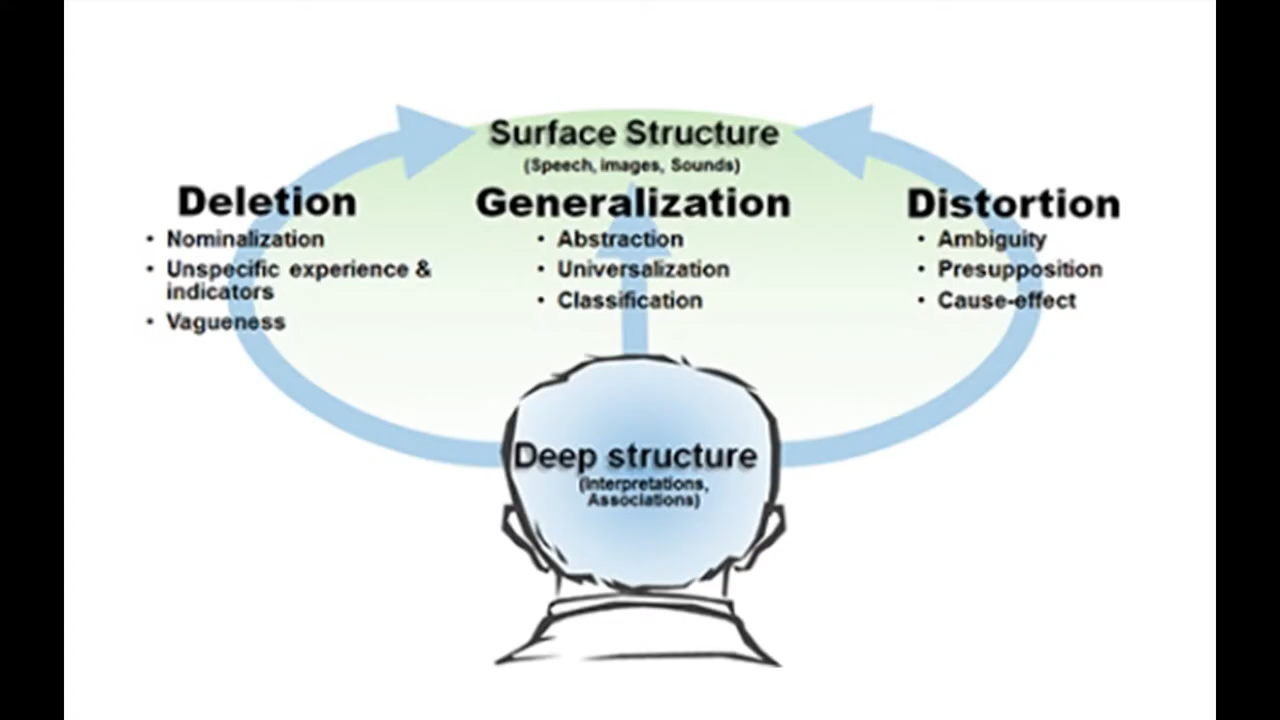 Surface Structure
(Speech, images, Sounds)
Deletion
• Nominalization
• Unspecific experience &
indicators
• Vagueness
Generalization
• Abstraction
• Universalization
• Classification
Distortion
• Ambiguity
• Presupposition
• Cause-effect
Deep structure
(Interpretations,
Associations)